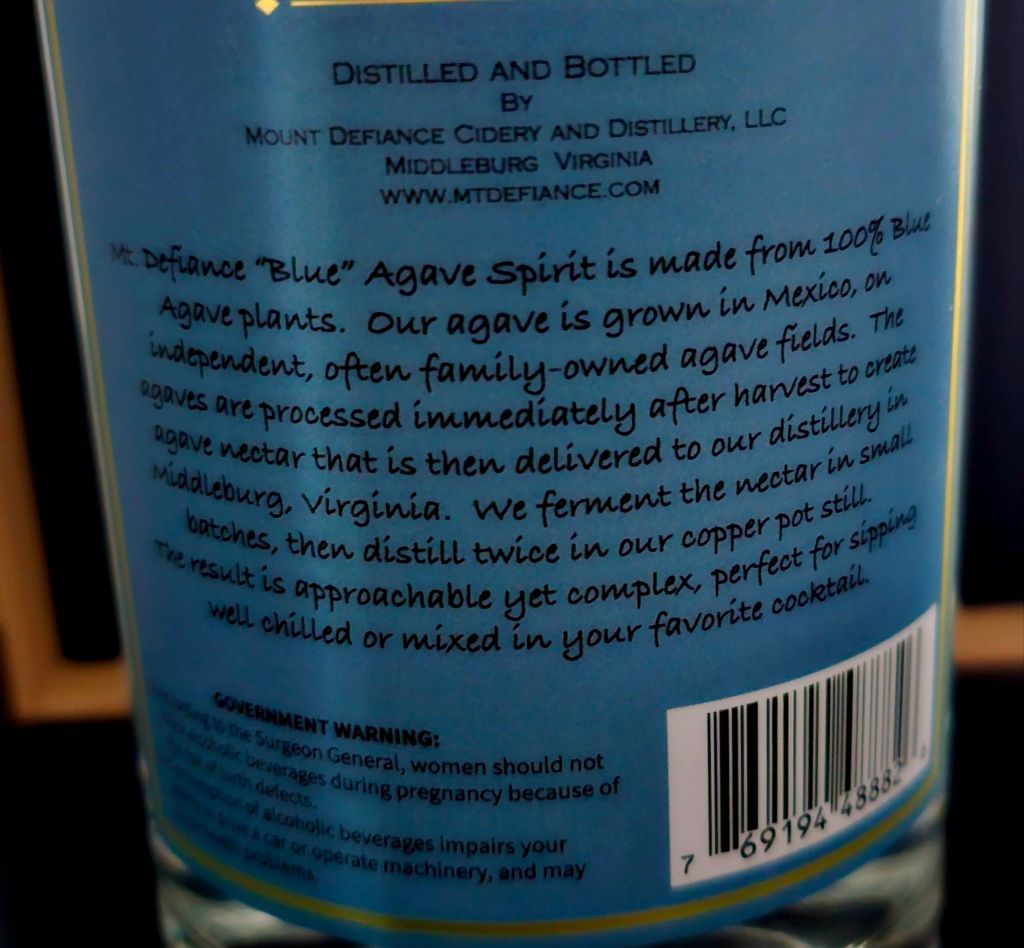 DISTILLED AND BOTTLED
BY
MOUNT DEFIANCE CIDERY AND DISTILLERY, LLC
MIDDLEBURG VIRGINIA
WWW.MTDEFIANCE.COM
Mt. Defiance "Blue" Agave Spirit is made from 100% Blue
Agave plants. Our agave is grown in Mexico, on
independent, often family-owned agave fields. The
agaves are processed immediately after harvest to create
agave nectar that is then delivered to our distillery in
Middleburg, Virginia. We ferment the nectar in small
batches, then distill twice in our copper pot still.
The result is approachable yet complex, perfect for sipping
well chilled or mixed in your favorite cocktail.
GOVERNMENT WARNING:
to the Surgeon General, women should not
alcoholic beverages during pregnancy because of
of birth defects.
of alcoholic beverages impairs your
drive a car or operate machinery, and may
problems.
7 69194 48882